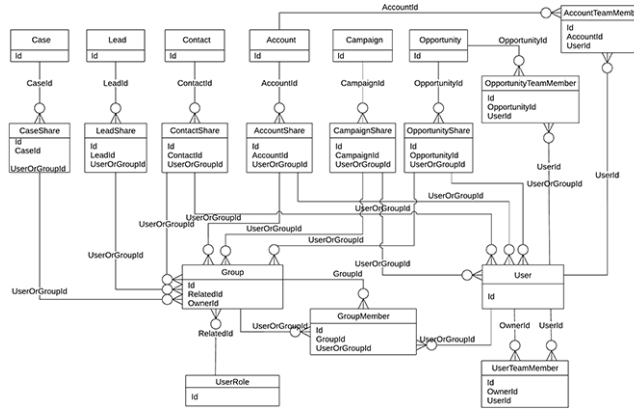 AccountId
AccountTeamMemb
Id
AccountId
UserId
Case
Id
Lead
Id
Contact
Id
Account
Id
Campaign
Id
Opportunity
Id
OpportunityId
CaseId
LeadId
ContactId
AccountId
CampaignId
OpportunityId
OpportunityTeamMember
Id
OpportunityId
UserId
CaseShare
Id
CaseId
UserOrGroupId
LeadShare
Id
LeadId
UserOrGroupId
ContactShare
Id
ContactId
UserOrGroupId
AccountShare
Id
AccountId
UserOrGroupId
CampaignShare
Id
CampaignId
UserOrGroupId
OpportunityShare
Id
OpportunityId
UserOrGroupId
UserId
UserOrGroupId
UserId
UserOrGroupId
UserOrGroupId
UserOrGroupId
UserOrGroupId
UserOrGroupId
UserOrGroupId
UserOrGroupId
UserOrGroupId
UserOrGroupId
Group
Id
RelatedId
OwnerId
GroupId
User
Id
GroupMember
Id
GroupId
UserOrGroupId
RelatedId
UserOrGroupId
UserOrGroupId
OwnerId
UserId
UserRole
Id
UserTeamMember
Id
OwnerId
UserId